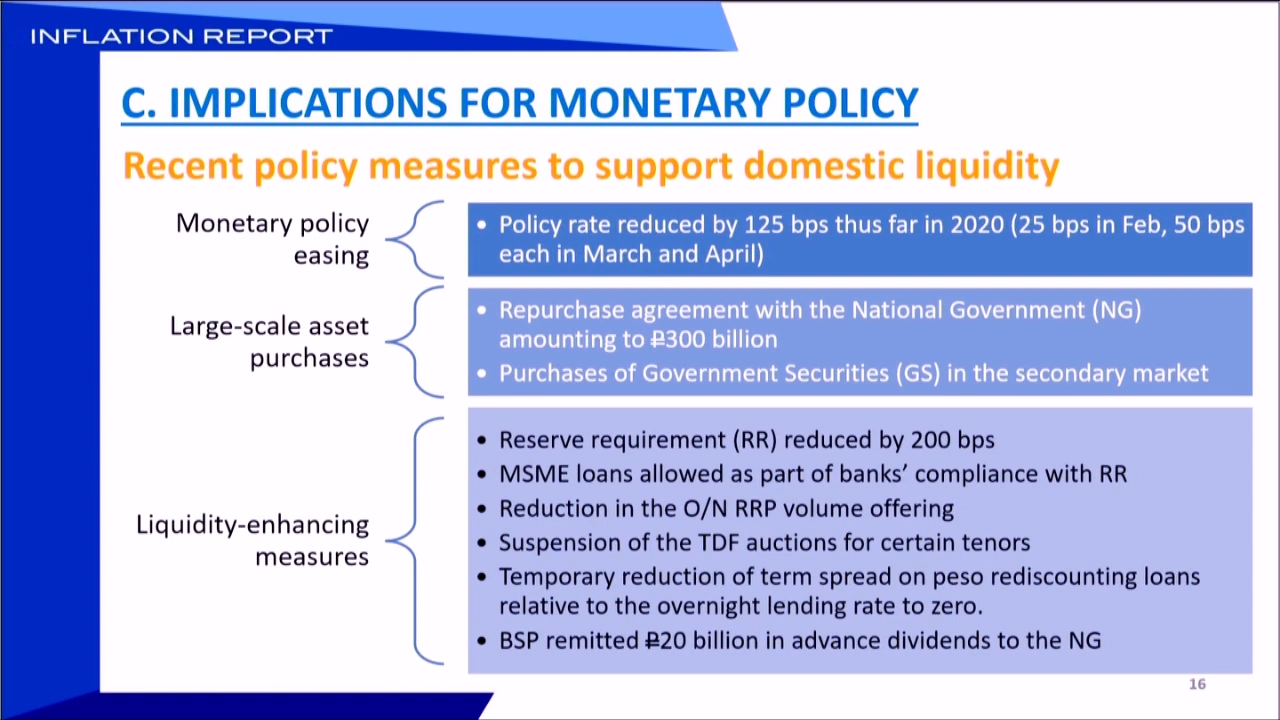 INFLATION REPORT
C. IMPLICATIONS FOR MONETARY POLICY
Recent policy measures to support domestic liquidity
Monetary policy
easing
• Policy rate reduced by 125 bps thus far in 2020 (25 bps in Feb, 50 bps
each in March and April)
Large-scale asset
purchases
• Repurchase agreement with the National Government (NG)
amounting to ₱300 billion
• Purchases of Government Securities (GS) in the secondary market
Liquidity-enhancing
measures
• Reserve requirement (RR) reduced by 200 bps
• MSME loans allowed as part of banks’ compliance with RR
• Reduction in the O/N RRP volume offering
• Suspension of the TDF auctions for certain tenors
• Temporary reduction of term spread on peso rediscounting loans
relative to the overnight lending rate to zero.
• BSP remitted ₱20 billion in advance dividends to the NG
16